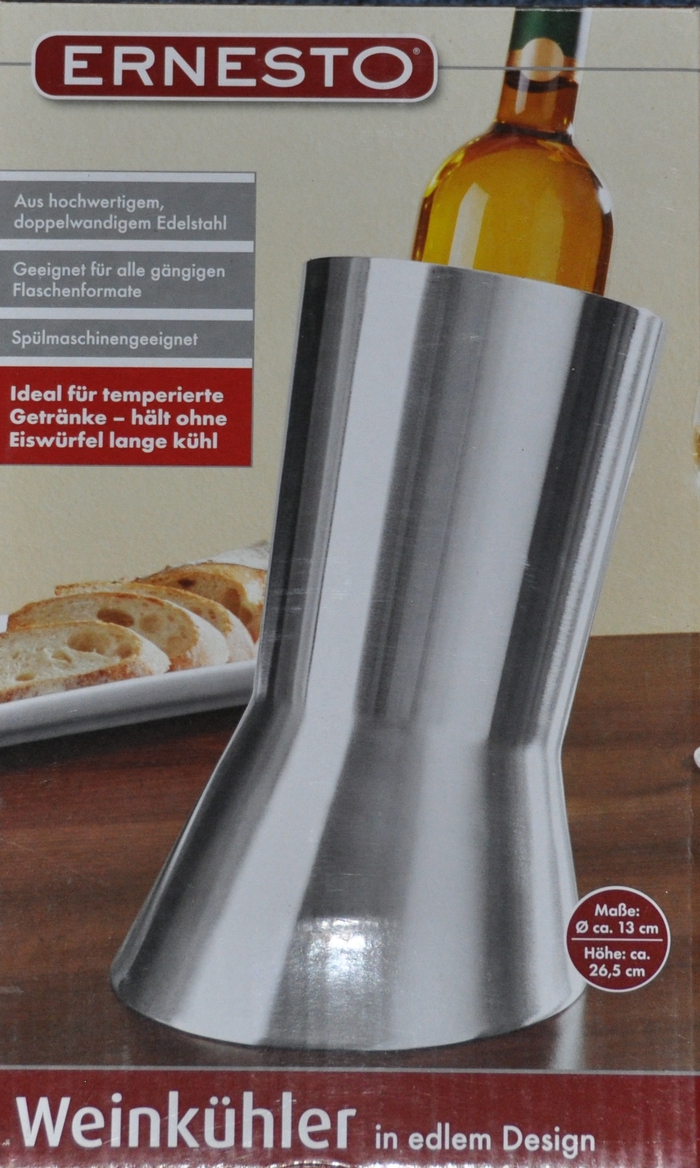 ERNESTO®
Aus hochwertigem,
doppelwandigem Edelstahl
Geeignet für alle gängigen
Flaschenformate
Spülmaschinengeeignet
Ideal für temperierte
Getränke – hält ohne
Eiswürfel lange kühl
Maße:
Ø ca. 13 cm
Höhe: ca.
26,5 cm
Weinkühler in edlem Design